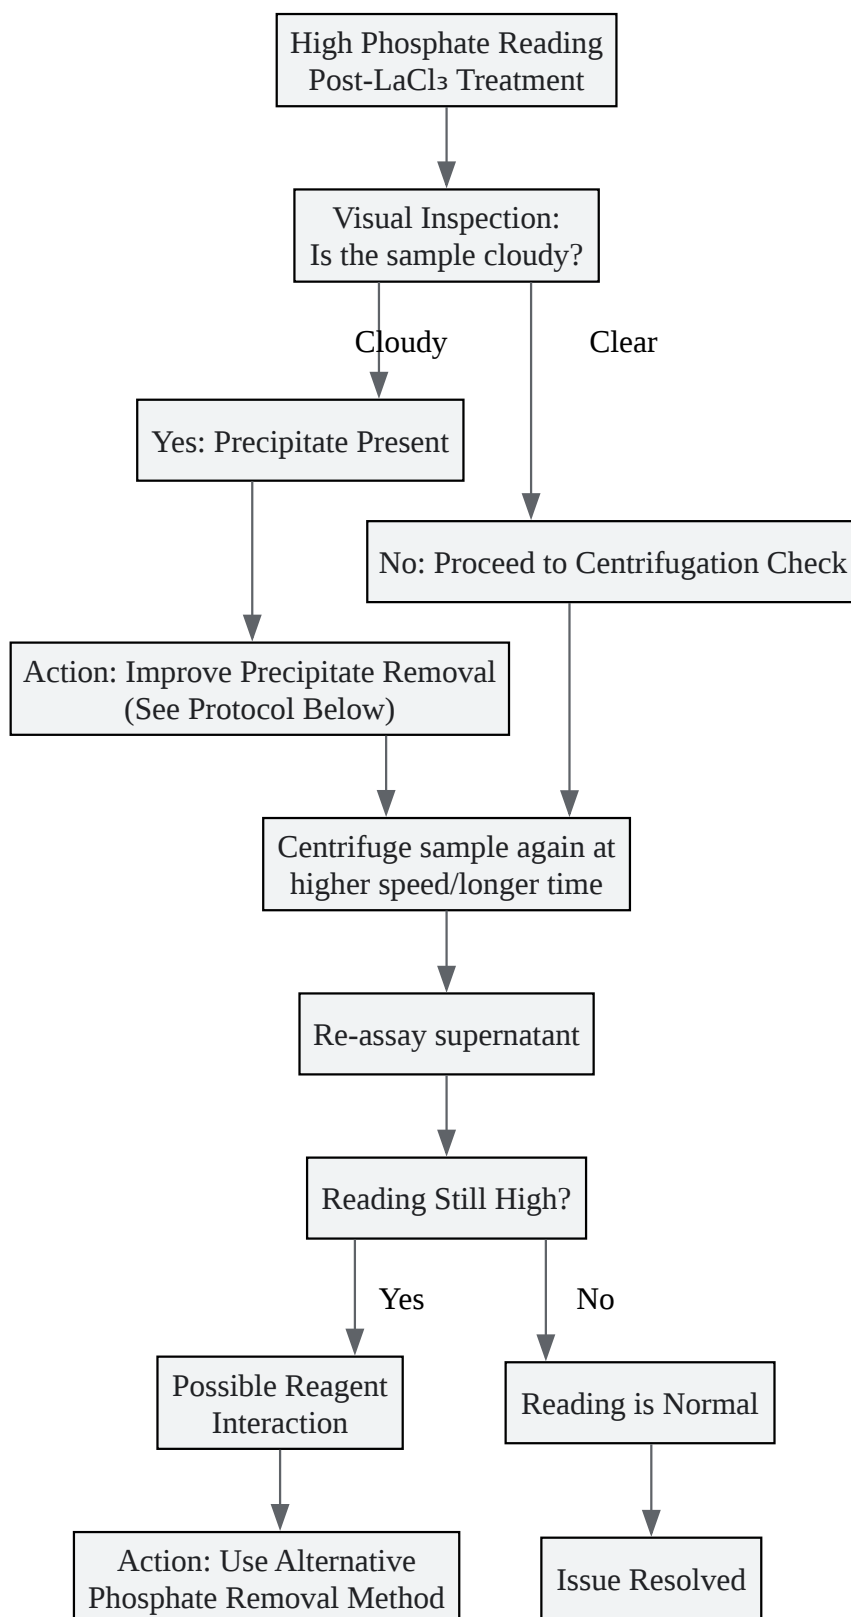 High Phosphate Reading
Post-LaCl₃ Treatment
Visual Inspection:
Is the sample cloudy?
Cloudy
Clear
Yes: Precipitate Present
No: Proceed to Centrifugation Check
Action: Improve Precipitate Removal
(See Protocol Below)
Centrifuge sample again at
higher speed/longer time
Re-assay supernatant
Reading Still High?
Yes
No
Possible Reagent
Interaction
Reading is Normal
Action: Use Alternative
Phosphate Removal Method
Issue Resolved